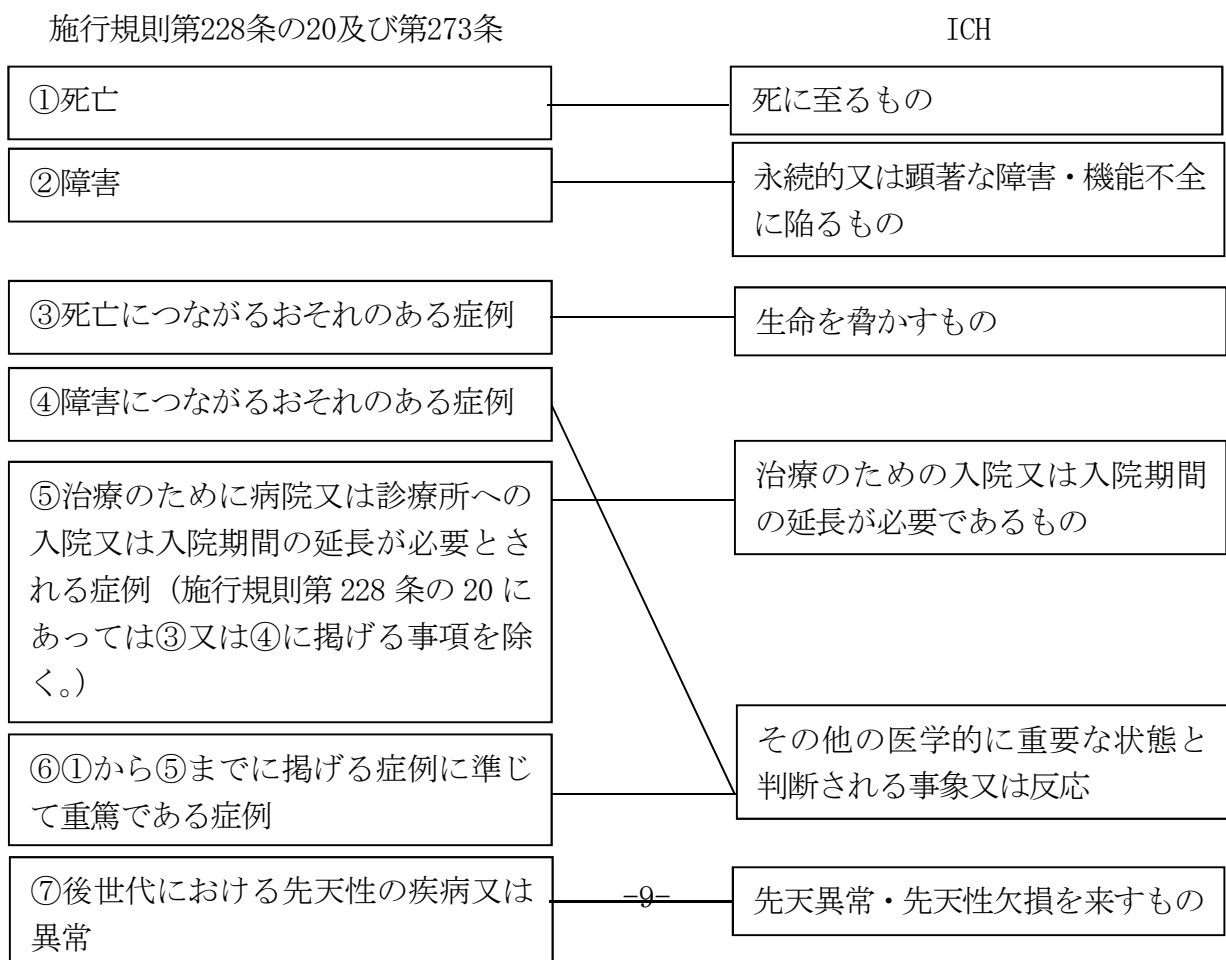 施行規則第228条の20及び第273条
ICH
①死亡
死に至るもの
②障害
永続的又は顕著な障害・機能不全
に陥るもの
③死亡につながるおそれのある症例
生命を脅かすもの
④障害につながるおそれのある症例
⑤治療のために病院又は診療所への
入院又は入院期間の延長が必要とさ
れる症例（施行規則第 228 条の 20 に
あっては③又は④に掲げる事項を除
く。）
治療のための入院又は入院期間
の延長が必要であるもの
⑥①から⑤までに掲げる症例に準じ
て重篤である症例
その他の医学的に重要な状態と
判断される事象又は反応
⑦後世代における先天性の疾病又は
異常
-9-
先天異常・先天性欠損を来すもの